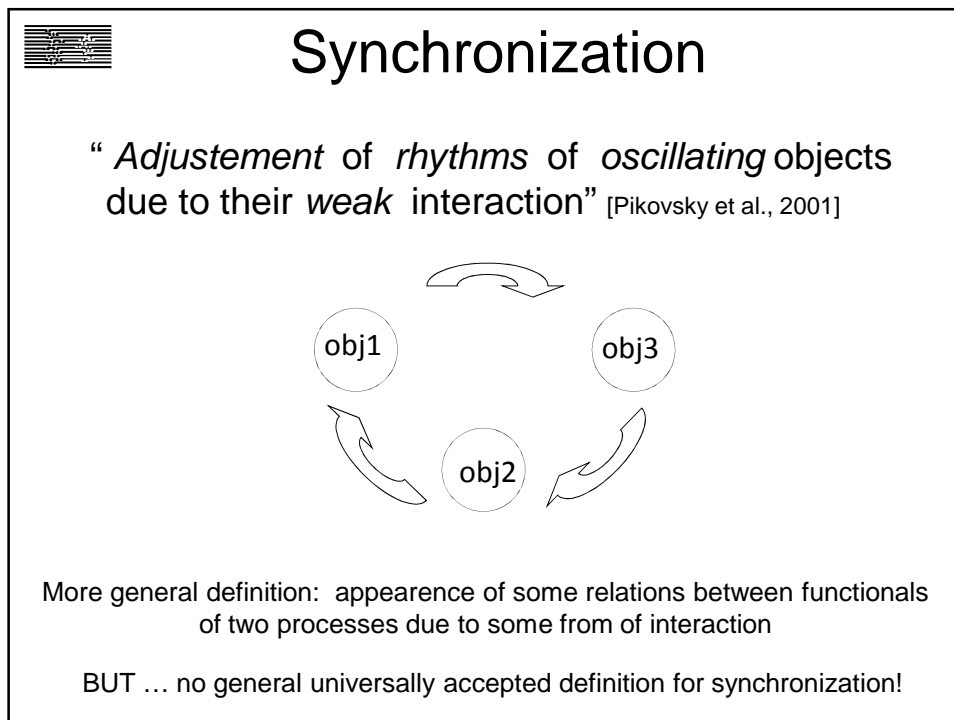 Synchronization
“ Adjustement of rhythms of oscillating objects
due to their weak interaction” [Pikovsky et al., 2001]
obj1
obj3
obj2
More general definition: appearence of some relations between functionals
of two processes due to some from of interaction
BUT … no general universally accepted definition for synchronization!